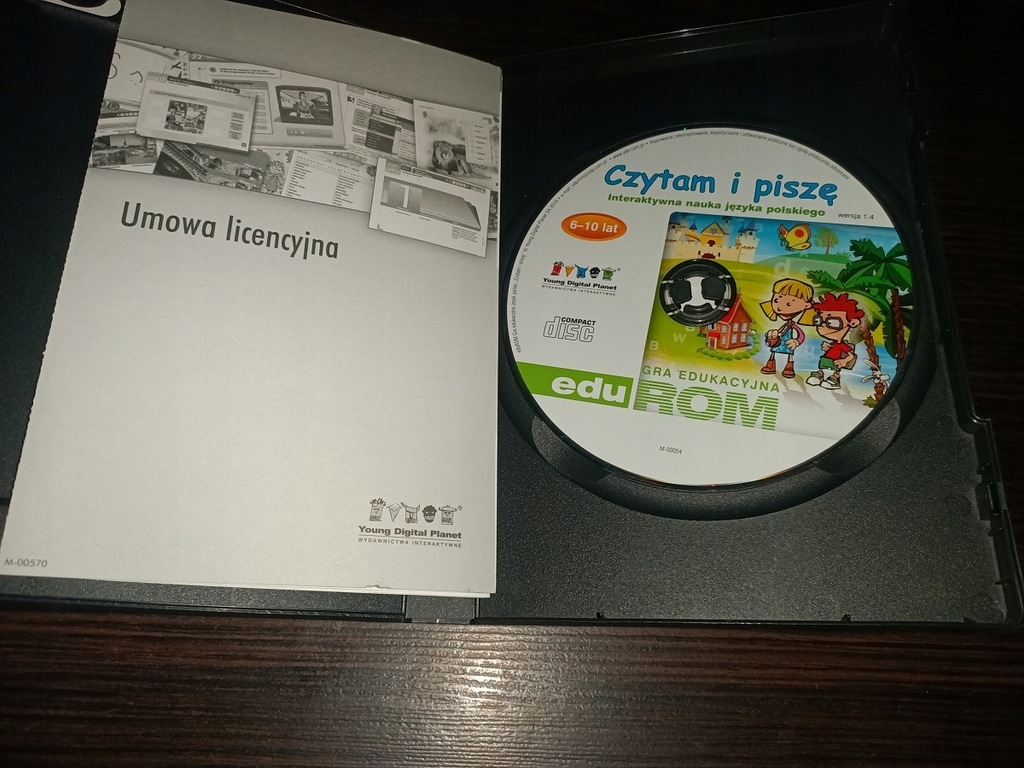 Umowa licencyjna
Young Digital Planet
WYDAWNICTWA INTERAKTYWNE
M-00570
Czytam i piszę
Interaktywna nauka języka polskiego
wersja 1.4
6-10 lat
Young Digital Planet
WYDAWNICTWA INTERAKTYWNE
COMPACT
disc
GRA EDUKACYJNA
edu ROM
M-00054